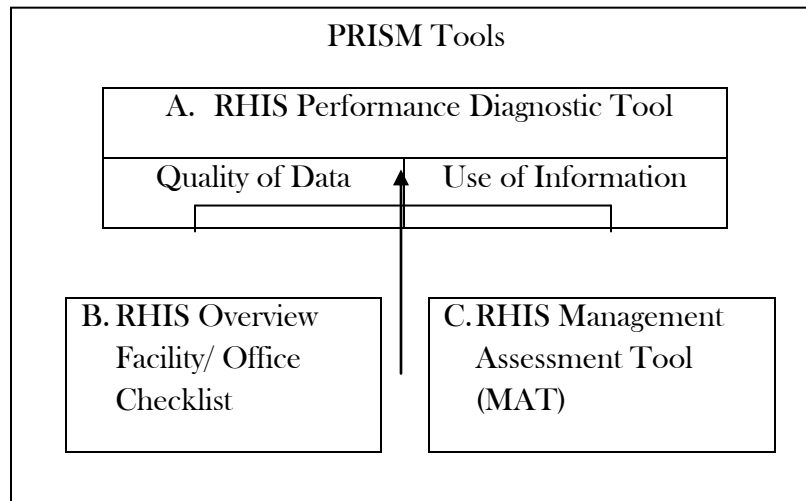 PRISM Tools
A. RHIS Performance Diagnostic Tool
Quality of Data
Use of Information
B. RHIS Overview
Facility/ Office
Checklist
C. RHIS Management
Assessment Tool
(MAT)